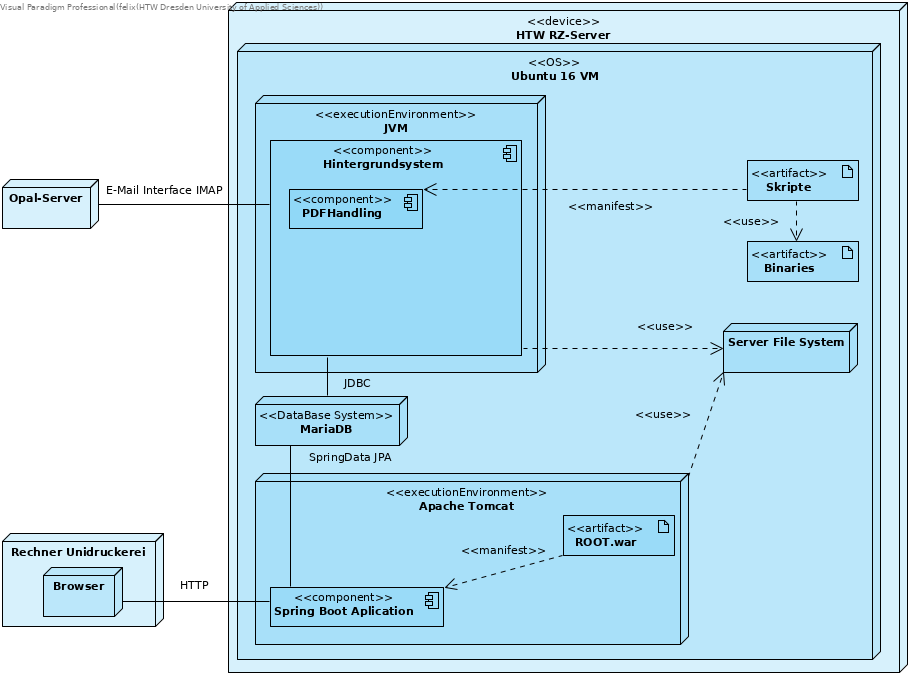 Visual Paradigm Professional(felix(HTW Dresden University of Applied Sciences))
<<device>>
HTW RZ-Server
<<OS>>
Ubuntu 16 VM
<<executionEnvironment>>
JVM
<<component>>
Hintergrundsystem
<<component>>
PDFHandling
Opal-Server
E-Mail Interface IMAP
<<manifest>>
<<artifact>>
Skripte
<<use>>
<<artifact>>
Binaries
<<use>>
Server File System
JDBC
<<DataBase System>>
MariaDB
<<use>>
SpringData JPA
<<executionEnvironment>>
Apache Tomcat
<<artifact>>
ROOT.war
<<manifest>>
Rechner Unidruckerei
Browser
HTTP
<<component>>
Spring Boot Aplication